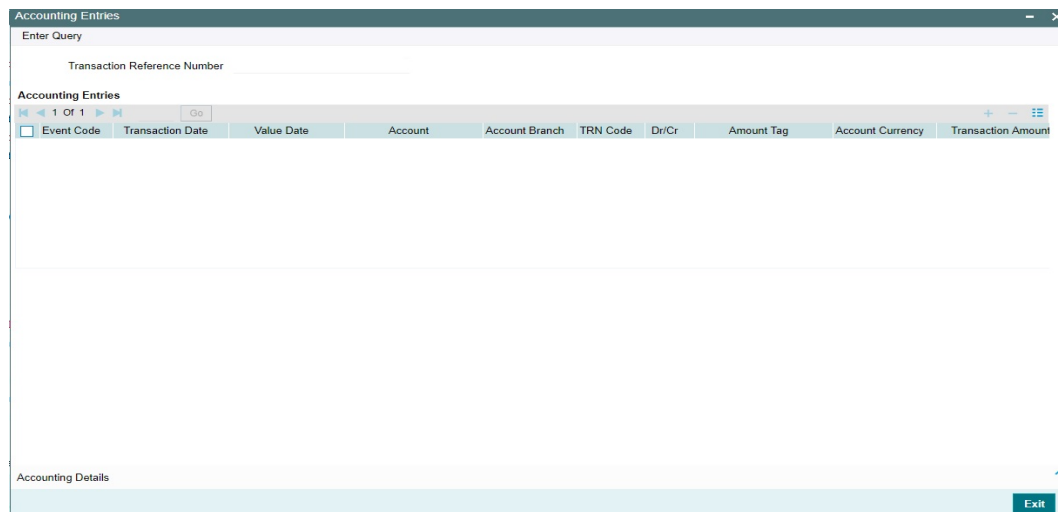 Accounting Entries
Enter Query
Transaction Reference Number
Accounting Entries
1 Of 1 Go
Event Code Transaction Date Value Date Account Account Branch TRN Code Dr/Cr Amount Tag Account Currency Transaction Amount
Accounting Details
Exit